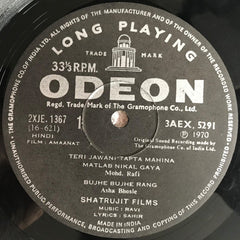 LONG PLAYING
TRADE MARK
33⅓ R.P.M.
ODEON
Regd. Trade Mark of The Gramophone Co., Ltd.
2XJE. 1367
(16-621)
HINDI
FILM: AMAANAT
1
3AEX. 5291
℗ 1970
Original Sound Recording made by
The Gramophone Co. of India Ltd.
TERI JAWANI TAPTA MAHINA
MATLAB NIKAL GAYA
Mohd. Rafi
BUJHE BUJHE RANG
Asha Bhosle
SHATRUJIT FILMS
MUSIC : RAVI
LYRICS : SAHIR
MADE IN INDIA